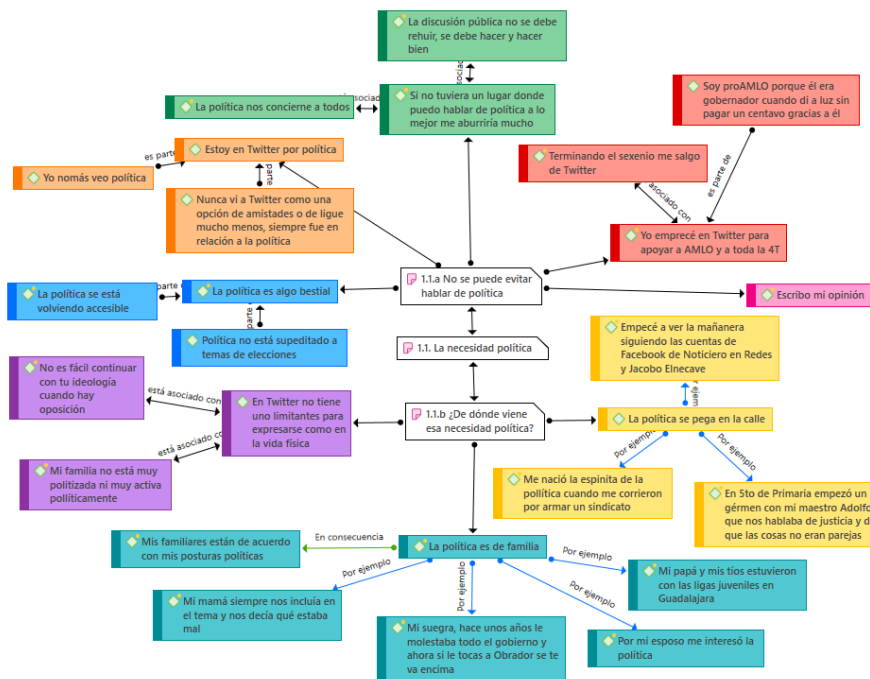 La discusión pública no se debe
rehuir, se debe hacer y hacer
bien
La política nos concierne a todos
Si no tuviera un lugar donde
puedo hablar de política a lo
mejor me aburriría mucho
Soy proAMLO porque él era
gobernador cuando di a luz sin
pagar un centavo gracias a él
Estoy en Twitter por política
es parte
Yo nomás veo política
parte
Nunca vi a Twitter como una
opción de amistades o de ligue
mucho menos, siempre fue en
relación a la política
Terminando el sexenio me salgo
de Twitter
asociado con
es parte de
Yo emprecé en Twitter para
apoyar a AMLO y a toda la 4T
1.1.a No se puede evitar
hablar de política
La política se está
volviendo accesible
parte
La política es algo bestial
parte
Política no está supeditado a
temas de elecciones
Escribo mi opinión
1.1. La necesidad política
Empecé a ver la mañanera
siguiendo las cuentas de
Facebook de Noticiero en Redes
y Jacobo Elnecave
No es fácil continuar
con tu ideología
cuando hay
oposición
está asociado con
En Twitter no tiene
uno limitantes para
expresarse como en
la vida física
está asociado co
Mi familia no está muy
politizada ni muy activa
pollíticamente
1.1.b ¿De dónde viene
esa necesidad política?
La política se pega en la calle
Por ejemplo
Por ejemplo
Me nació la espinita de la
pollítica cuando me corrieron
por armar un sindicato
En 5to de Primaria empezó un
gérmen con mi maestro Adolfo
que nos hablaba de justicia y d
que las cosas no eran parejas
Mis familiares están de acuerdo
con mis posturas políticas
En consecuencia
La política es de familia
Por ejemplo
Por ejemplo
Por ejemplo
Por ejemplo
Mi papá y mis tíos estuvieron
con las ligas juveniles en
Guadalajara
Mi mamá siempre nos incluía en
el tema y nos decía qué estaba
mal
Mi suegra, hace unos años le
molestaba todo el gobierno y
ahora si le tocas a Obrador se te
va encima
Por mi esposo me interesó la
política